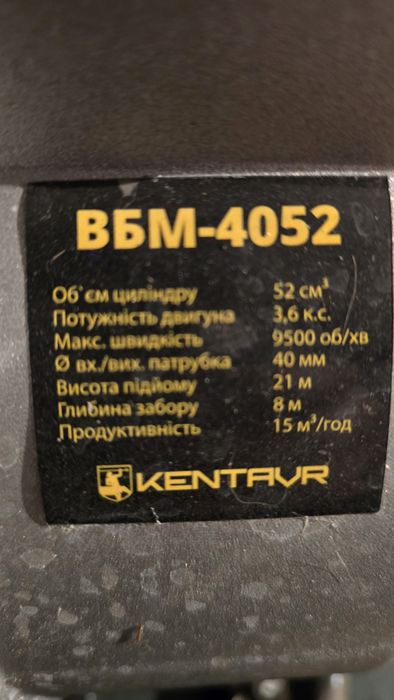 ВБМ-4052
Об'єм циліндру 52 см³
Потужність двигуна 3,6 к.с.
Макс. швидкість 9500 об/хв
Ø вх./вих. патрубка 40 мм
Висота підйому 21 м
Глибина забору 8 м
Продуктивність 15 м³/год
KENTAVR